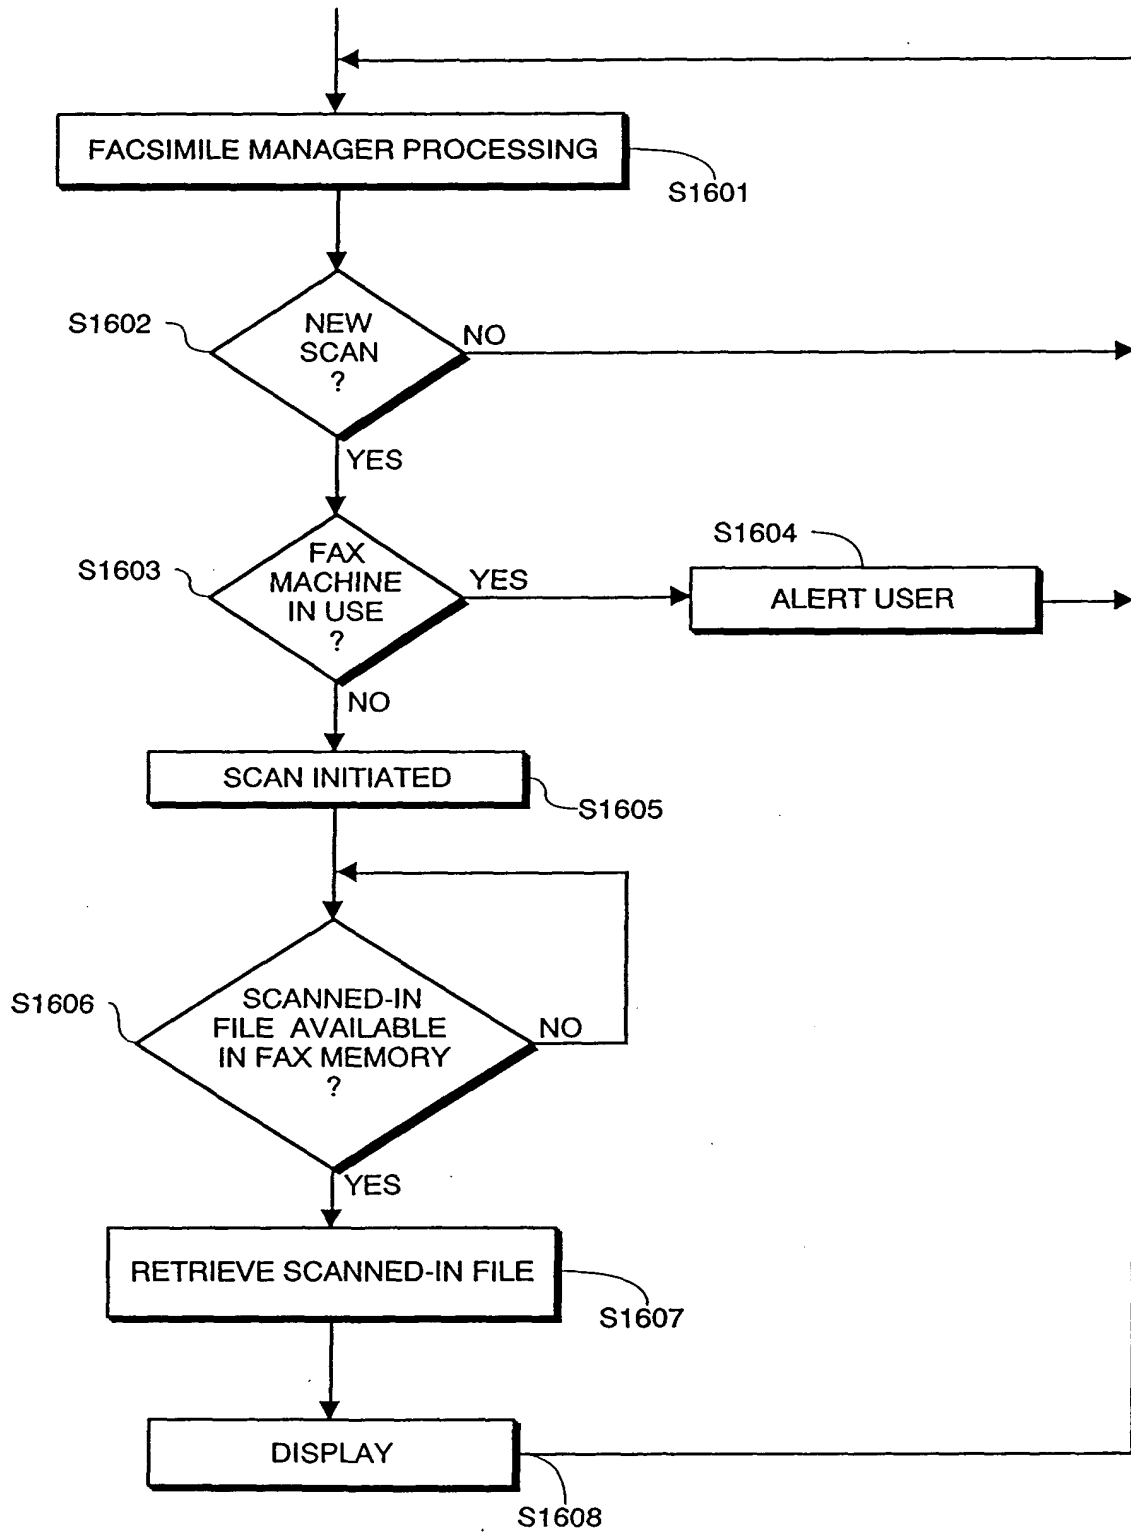 FACSIMILE MANAGER PROCESSING
S1601
S1602
NEW
SCAN
?
NO
YES
S1603
FAX
MACHINE
IN USE
?
YES
S1604
ALERT USER
NO
SCAN INITIATED
S1605
S1606
SCANNED-IN
FILE AVAILABLE
IN FAX MEMORY
?
NO
YES
RETRIEVE SCANNED-IN FILE
S1607
DISPLAY
S1608